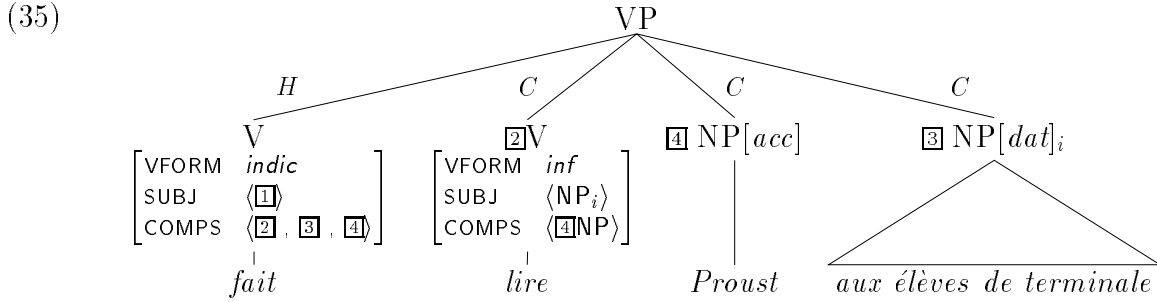 (35)
VP
H C C C
V 2V 4 NP[acc] 3 NP[dat]i
VFORM indic VFORM inf
SUBJ ⟨1⟩ SUBJ ⟨NPi⟩
COMPS ⟨2 , 3 , 4⟩ COMPS ⟨4NP⟩
fait lire Proust aux élèves de terminale